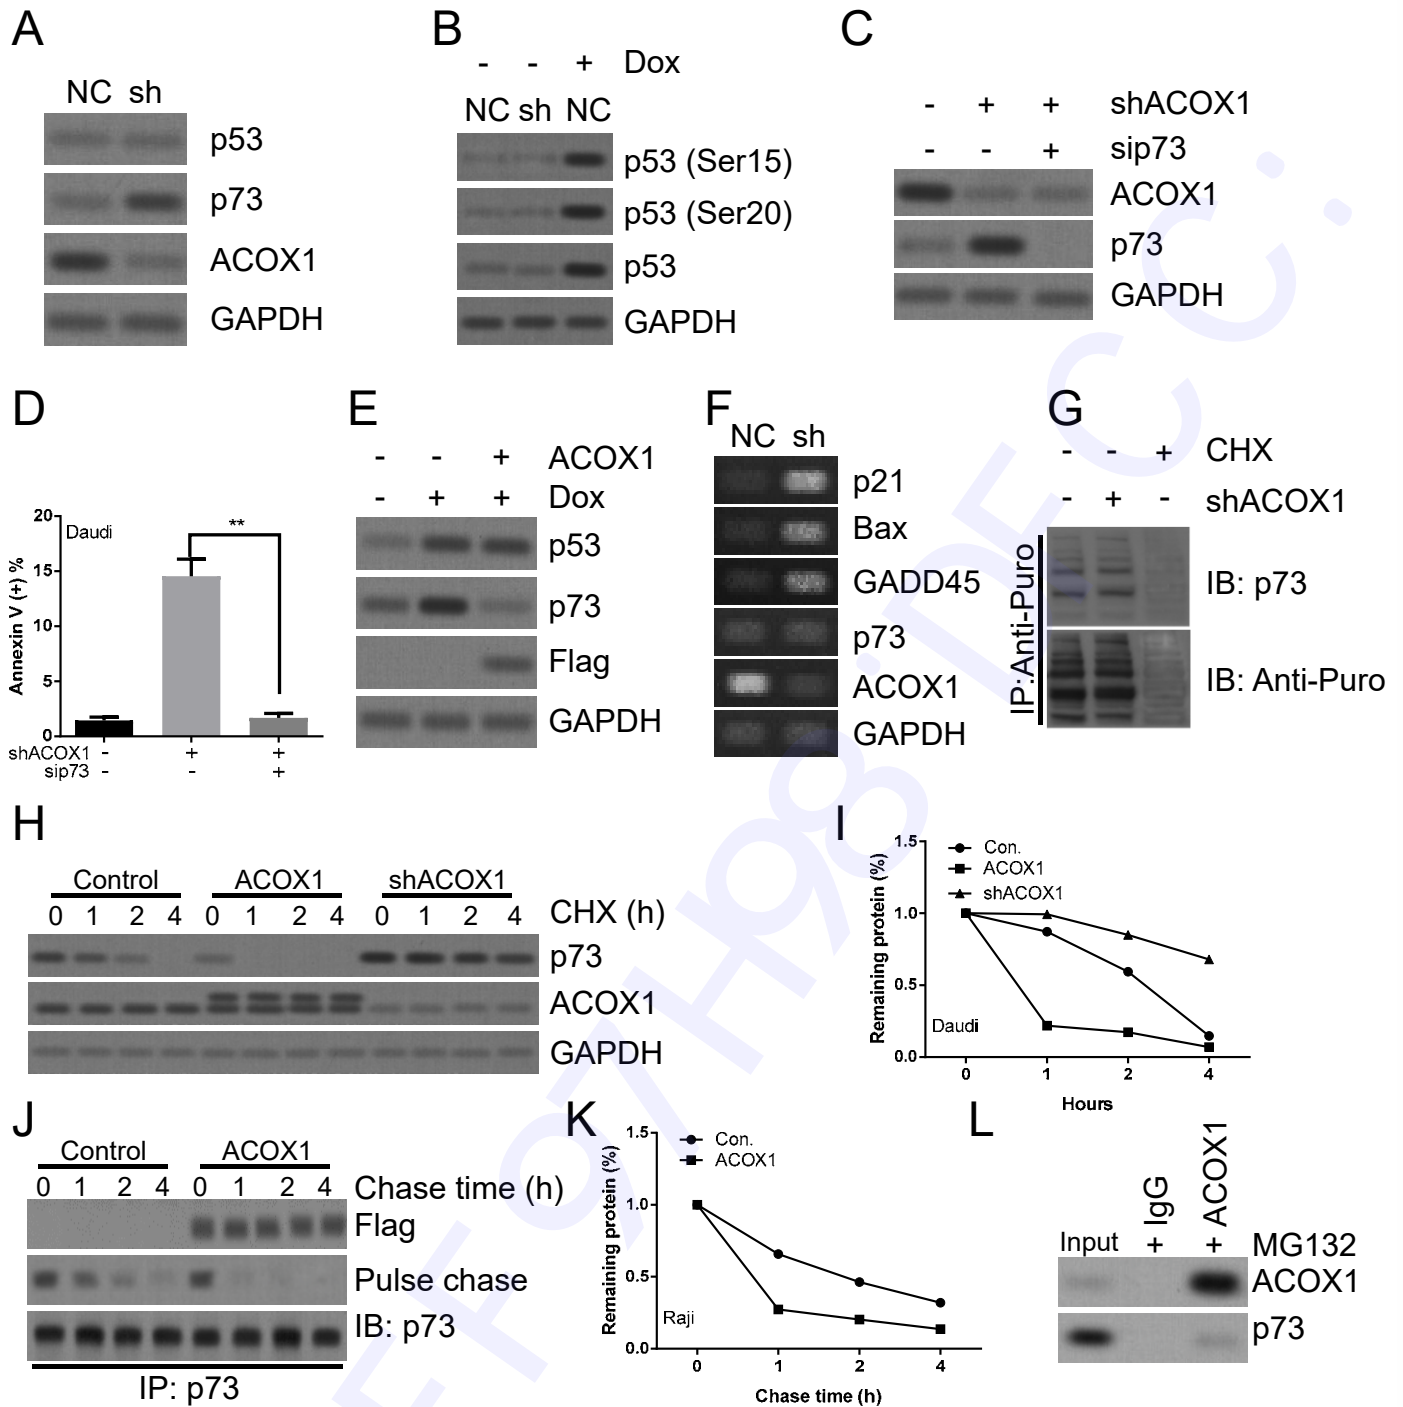 A
NC sh
p53
p73
ACOX1
GAPDH
B
- - + Dox
NC sh NC
p53 (Ser15)
p53 (Ser20)
p53
GAPDH
C
- + + shACOX1
- - + sip73
ACOX1
p73
GAPDH
D
Annexin V (+) %
20
15
10
5
0
Daudi
**
shACOX1 - + +
sip73 - - +
E
- - + ACOX1
- + + Dox
p53
p73
Flag
GAPDH
F
NC sh
p21
Bax
GADD45
p73
ACOX1
GAPDH
G
- - + CHX
- + - shACOX1
IP:Anti-Puro
IB: p73
IB: Anti-Puro
H
Control ACOX1 shACOX1
0 1 2 4 0 1 2 4 0 1 2 4 CHX (h)
p73
ACOX1
GAPDH
I
Remaining protein (%)
1.5
1.0
0.5
0.0
Con.
ACOX1
shACOX1
Daudi
0 1 2 4
Hours
J
Control ACOX1
0 1 2 4 0 1 2 4 Chase time (h)
Flag
Pulse chase
IB: p73
IP: p73
K
Remaining protein (%)
1.5
1.0
0.5
0.0
Con.
ACOX1
Raji
0 1 2 4
Chase time (h)
L
Input IgG ACOX1
+ + MG132
ACOX1
p73